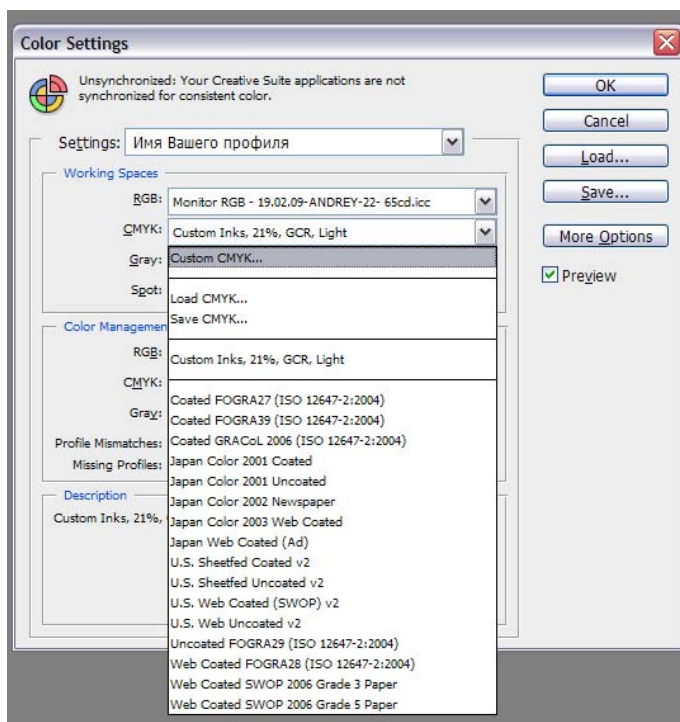 Color Settings
Unsynchronized: Your Creative Suite applications are not
synchronized for consistent color.
Settings: Имя Вашего профиля
Working Spaces
RGB: Monitor RGB - 19.02.09-ANDREY-22- 65cd.icc
CMYK: Custom Inks, 21%, GCR, Light
Gray:
Spot:
Custom CMYK...
Load CMYK...
Save CMYK...
Custom Inks, 21%, GCR, Light
Coated FOGRA27 (ISO 12647-2:2004)
Coated FOGRA39 (ISO 12647-2:2004)
Coated GRACoL 2006 (ISO 12647-2:2004)
Japan Color 2001 Coated
Japan Color 2001 Uncoated
Japan Color 2002 Newspaper
Japan Color 2003 Web Coated
Japan Web Coated (Ad)
U.S. Sheetfed Coated v2
U.S. Sheetfed Uncoated v2
U.S. Web Coated (SWOP) v2
U.S. Web Uncoated v2
Uncoated FOGRA29 (ISO 12647-2:2004)
Web Coated FOGRA28 (ISO 12647-2:2004)
Web Coated SWOP 2006 Grade 3 Paper
Web Coated SWOP 2006 Grade 5 Paper
Color
RGB:
CMYK:
Gray:
Profile Mismatches:
Missing Profiles:
Description
Custom Inks, 21%,
OK
Cancel
Load...
Save...
More Options
Preview